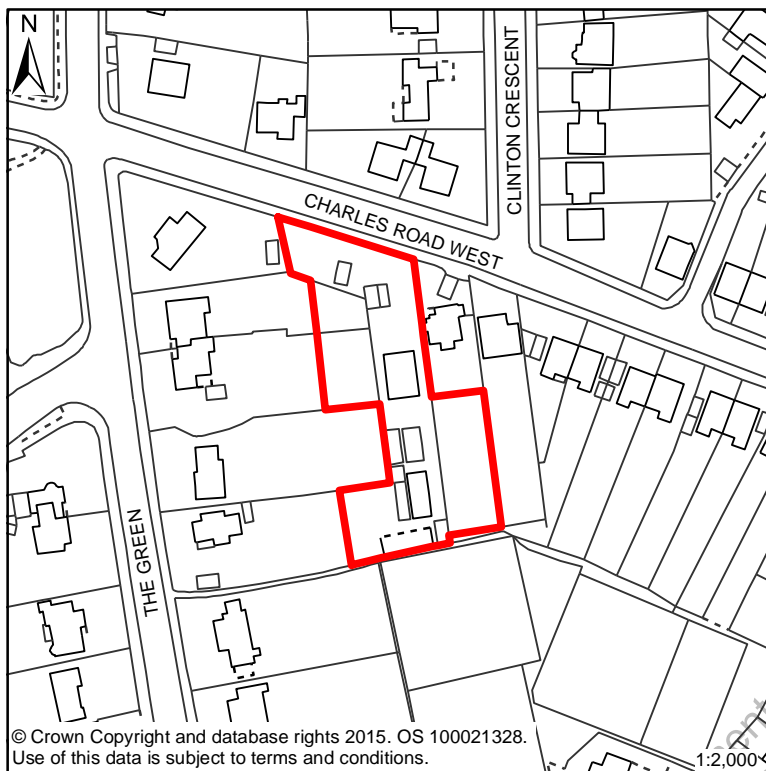 N
CLINTON CRESCENT
CHARLES ROAD WEST
THE GREEN
© Crown Copyright and database rights 2015. OS 100021328.
Use of this data is subject to terms and conditions.
1:2,000